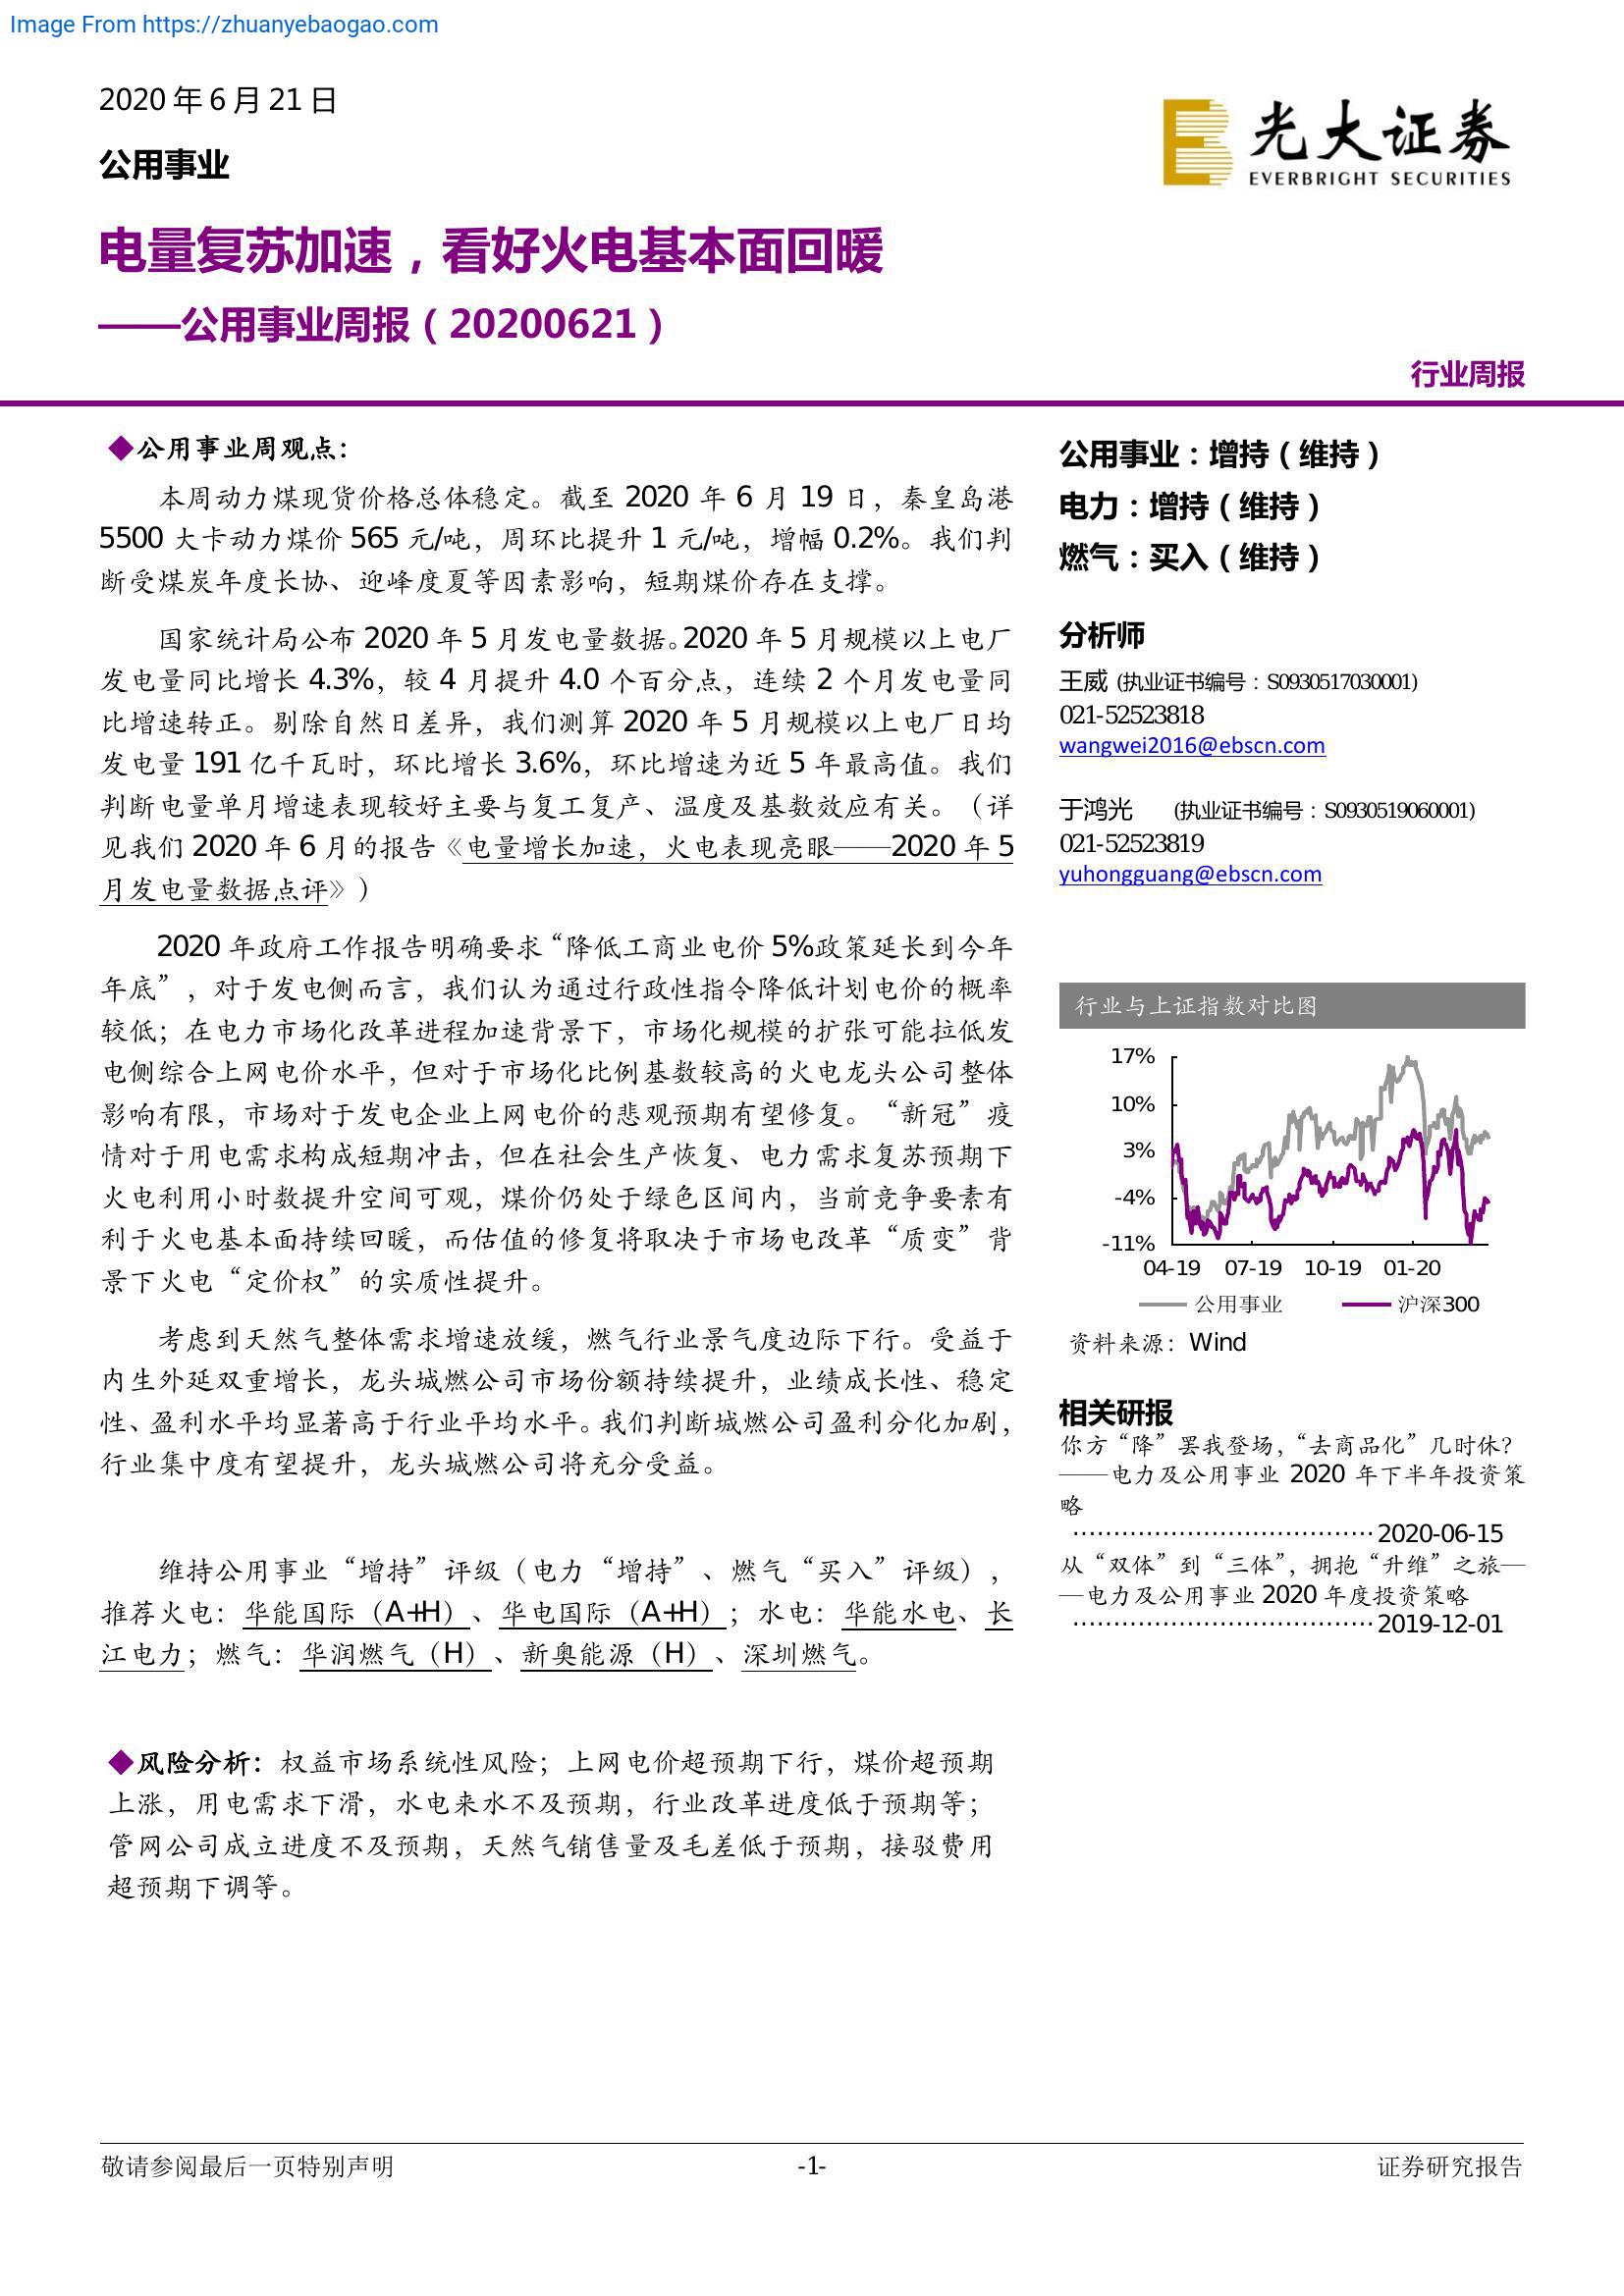 Image From https://zhuanyebaogao.com
2020 年 6 月 21 日
公用事业
光大证券
EVERBRIGHT SECURITIES
电量复苏加速，看好火电基本面回暖
——公用事业周报（20200621）
行业周报
◆公用事业周观点：
本周动力煤现货价格总体稳定。截至 2020 年 6 月 19 日，秦皇岛港
5500 大卡动力煤价 565 元/吨，周环比提升 1 元/吨，增幅 0.2%。我们判
断受煤炭年度长协、迎峰度夏等因素影响，短期煤价存在支撑。
国家统计局公布 2020 年 5 月发电量数据。2020 年 5 月规模以上电厂
发电量同比增长 4.3%，较 4 月提升 4.0 个百分点，连续 2 个月发电量同
比增速转正。剔除自然日差异，我们测算 2020 年 5 月规模以上电厂日均
发电量 191 亿千瓦时，环比增长 3.6%，环比增速为近 5 年最高值。我们
判断电量单月增速表现较好主要与复工复产、温度及基数效应有关。（详
见我们 2020 年 6 月的报告《电量增长加速，火电表现亮眼——2020 年 5
月发电量数据点评》）
2020 年政府工作报告明确要求“降低工商业电价 5%政策延长到今年
年底”，对于发电侧而言，我们认为通过行政性指令降低计划电价的概率
较低；在电力市场化改革进程加速背景下，市场化规模的扩张可能拉低发
电侧综合上网电价水平，但对于市场化比例基数较高的火电龙头公司整体
影响有限，市场对于发电企业上网电价的悲观预期有望修复。“新冠”疫
情对于用电需求构成短期冲击，但在社会生产恢复、电力需求复苏预期下
火电利用小时数提升空间可观，煤价仍处于绿色区间内，当前竞争要素有
利于火电基本面持续回暖，而估值的修复将取决于市场电改革“质变”背
景下火电“定价权”的实质性提升。
考虑到天然气整体需求增速放缓，燃气行业景气度边际下行。受益于
内生外延双重增长，龙头城燃公司市场份额持续提升，业绩成长性、稳定
性、盈利水平均显著高于行业平均水平。我们判断城燃公司盈利分化加剧，
行业集中度有望提升，龙头城燃公司将充分受益。
维持公用事业“增持”评级（电力“增持”、燃气“买入”评级），
推荐火电：华能国际（A+H）、华电国际（A+H）；水电：华能水电、长
江电力；燃气：华润燃气（H）、新奥能源（H）、深圳燃气。
◆风险分析：权益市场系统性风险；上网电价超预期下行，煤价超预期
上涨，用电需求下滑，水电来水不及预期，行业改革进度低于预期等；
管网公司成立进度不及预期，天然气销售量及毛差低于预期，接驳费用
超预期下调等。
公用事业：增持（维持）
电力：增持（维持）
燃气：买入（维持）
分析师
王威 (执业证书编号：S0930517030001)
021-52523818
wangwei2016@ebscn.com
于鸿光 (执业证书编号：S0930519060001)
021-52523819
yuhongguang@ebscn.com
行业与上证指数对比图
17%
10%
3%
-4%
-11%
04-19 07-19 10-19 01-20
公用事业 沪深300
资料来源：Wind
相关研报
你方“降”罢我登场，“去商品化”几时休？
——电力及公用事业 2020 年下半年投资策
略
·····································2020-06-15
从“双体”到“三体”，拥抱“升维”之旅—
—电力及公用事业 2020 年度投资策略
·····································2019-12-01
敬请参阅最后一页特别声明
-1-
证券研究报告